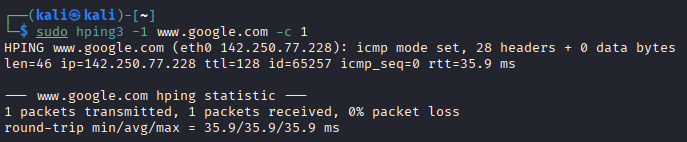 ┌──(kali㉿kali)-[~]
└─$ sudo hping3 -1 www.google.com -c 1
HPING www.google.com (eth0 142.250.77.228): icmp mode set, 28 headers + 0 data bytes
len=46 ip=142.250.77.228 ttl=128 id=65257 icmp_seq=0 rtt=35.9 ms

--- www.google.com hping statistic ---
1 packets transmitted, 1 packets received, 0% packet loss
round-trip min/avg/max = 35.9/35.9/35.9 ms